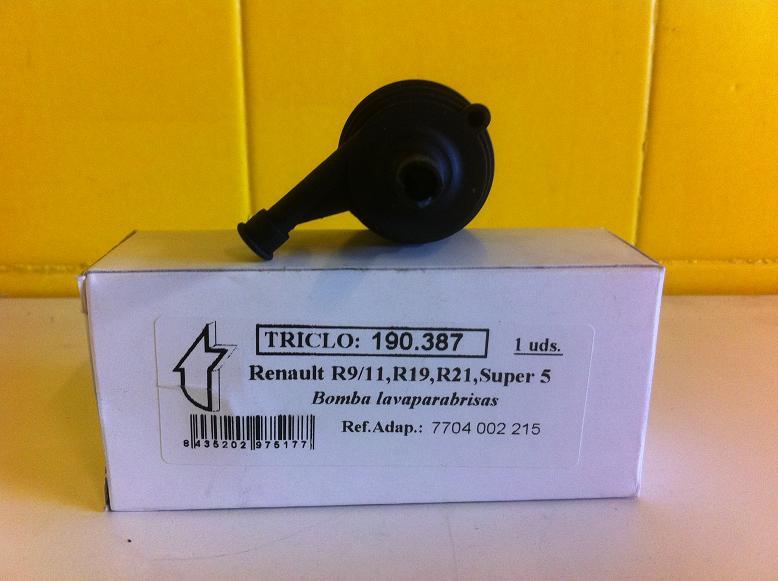 TRICLO: 190.387 1 uds.
Renault R9/11,R19,R21,Super 5
Bomba lavaparabrisas
Ref.Adap.: 7704 002 215
8 435202 975177